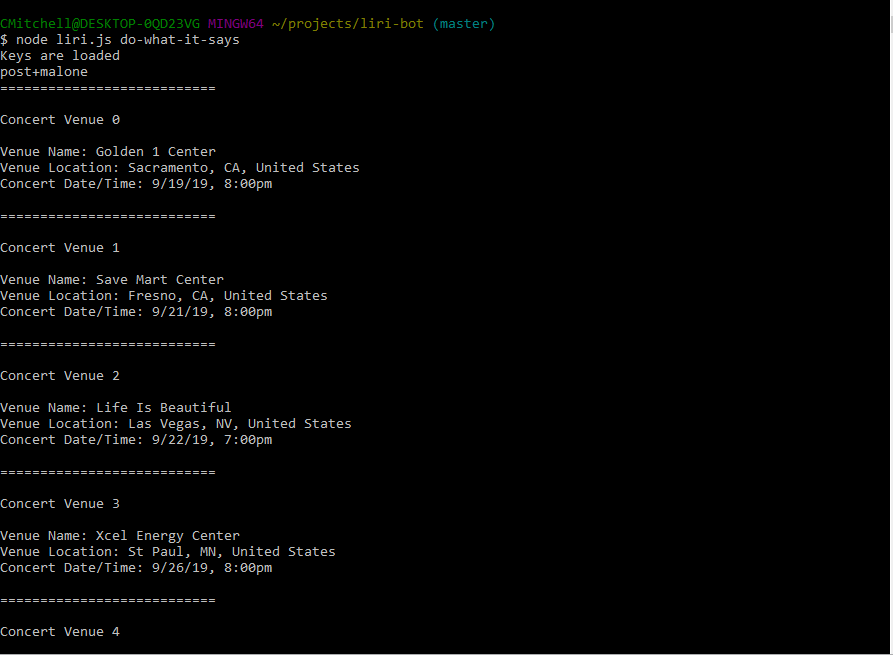 CMitchell@DESKTOP-0QD23VG MINGW64 ~/projects/liri-bot (master)
$ node liri.js do-what-it-says
Keys are loaded
post+malone
===========================
Concert Venue 0
Venue Name: Golden 1 Center
Venue Location: Sacramento, CA, United States
Concert Date/Time: 9/19/19, 8:00pm
===========================
Concert Venue 1
Venue Name: Save Mart Center
Venue Location: Fresno, CA, United States
Concert Date/Time: 9/21/19, 8:00pm
===========================
Concert Venue 2
Venue Name: Life Is Beautiful
Venue Location: Las Vegas, NV, United States
Concert Date/Time: 9/22/19, 7:00pm
===========================
Concert Venue 3
Venue Name: Xcel Energy Center
Venue Location: St Paul, MN, United States
Concert Date/Time: 9/26/19, 8:00pm
===========================
Concert Venue 4